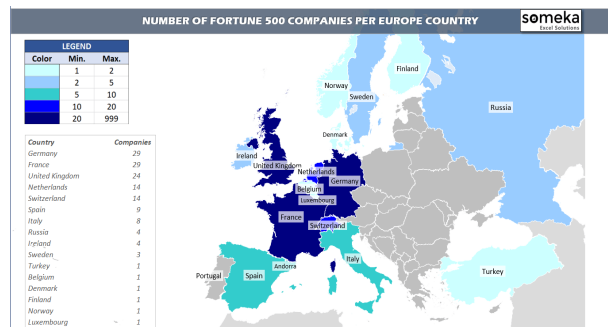 NUMBER OF FORTUNE 500 COMPANIES PER EUROPE COUNTRY
someka
Excel Solutions
LEGEND
Color Min. Max.
1 2
2 5
5 10
10 20
20 999
Country Companies
Germany 29
France 29
United Kingdom 24
Netherlands 14
Switzerland 14
Spain 9
Italy 8
Russia 4
Ireland 4
Sweden 3
Turkey 1
Belgium 1
Denmark 1
Finland 1
Norway 1
Luxembourg 1
Finland
Norway
Sweden
Russia
Denmark
Ireland
United Kingdom
Netherlands
Germany
Belgium
Luxembourg
France
Switzerland
Italy
Andorra
Portugal
Spain
Turkey